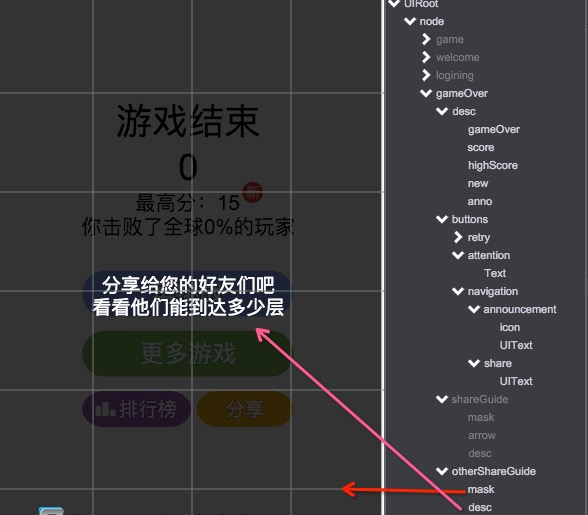 UIRoot
node
game
welcome
logining
gameOver
desc
gameOver
score
highScore
new
anno
buttons
retry
attention
Text
navigation
announcement
icon
UIText
share
UIText
shareGuide
mask
arrow
desc
otherShareGuide
mask
desc
游戏结束
0
最高分：15
新
你击败了全球0%的玩家
分享给您的好友们吧
看看他们能到达多少层
更多游戏
排行榜
分享